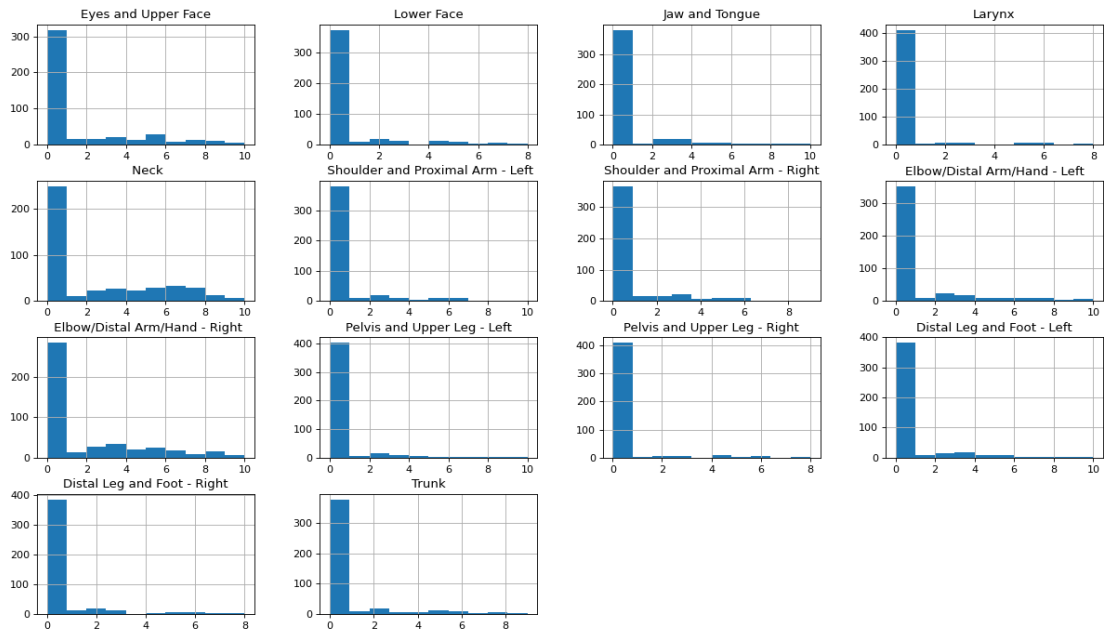 Eyes and Upper Face
Lower Face
Jaw and Tongue
Larynx
300
200
100
0
0 2 4 6 8 10
300
200
100
0
0 1 2 3 4 5 6 7 8
300
200
100
0
0 2 4 6 8 10
400
300
200
100
0
0 2 4 6 8
Neck
Shoulder and Proximal Arm - Left
Shoulder and Proximal Arm - Right
Elbow/Distal Arm/Hand - Left
200
100
0
0 2 4 6 8 10
300
200
100
0
0 2 4 6 8
300
200
100
0
0 2 4 6 8
300
200
100
0
0 2 4 6 8 10
Elbow/Distal Arm/Hand - Right
Pelvis and Upper Leg - Left
Pelvis and Upper Leg - Right
Distal Leg and Foot - Left
200
100
0
0 2 4 6 8 10
400
300
200
100
0
0 2 4 6 8
400
300
200
100
0
0 2 4 6 8
400
300
200
100
0
0 2 4 6 8 10
Distal Leg and Foot - Right
Trunk
400
300
200
100
0
0 2 4 6 8
300
200
100
0
0 2 4 6 8